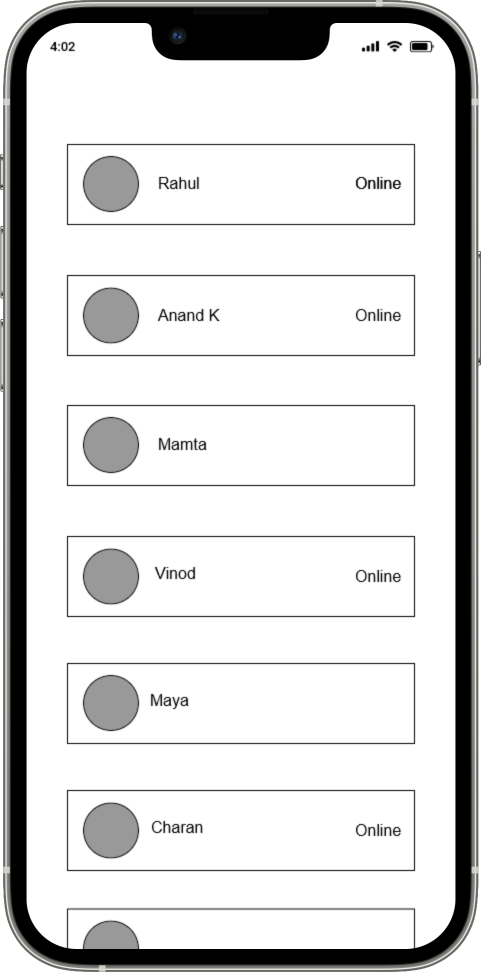 4:02
Rahul Online
Anand K Online
Mamta
Vinod Online
Maya
Charan Online